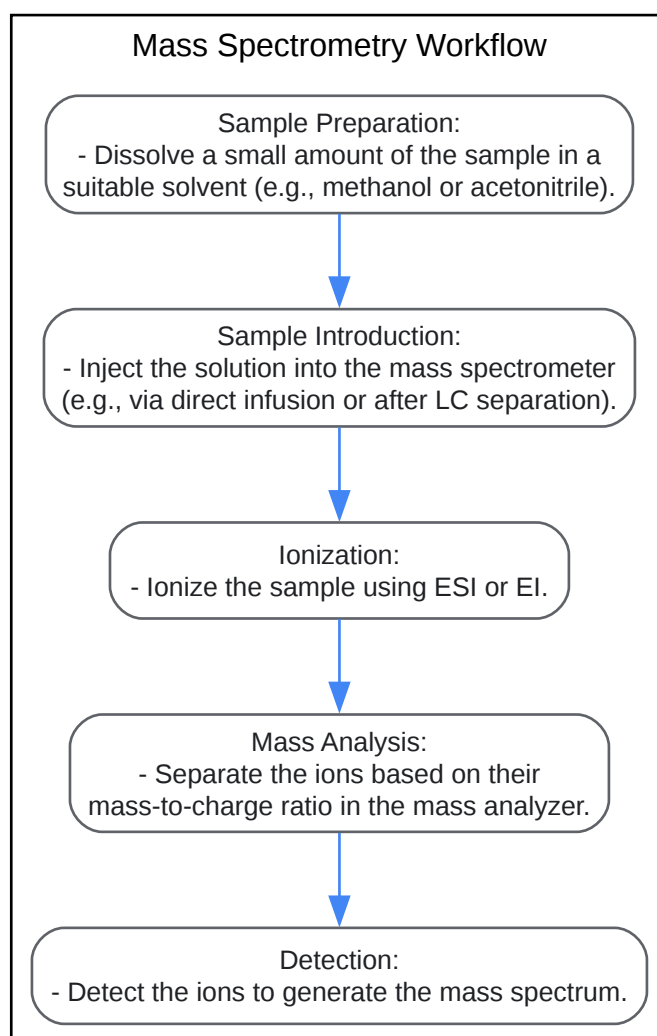 Mass Spectrometry Workflow
Sample Preparation:
- Dissolve a small amount of the sample in a
suitable solvent (e.g., methanol or acetonitrile).
Sample Introduction:
- Inject the solution into the mass spectrometer
(e.g., via direct infusion or after LC separation).
Ionization:
- Ionize the sample using ESI or EI.
Mass Analysis:
- Separate the ions based on their
mass-to-charge ratio in the mass analyzer.
Detection:
- Detect the ions to generate the mass spectrum.